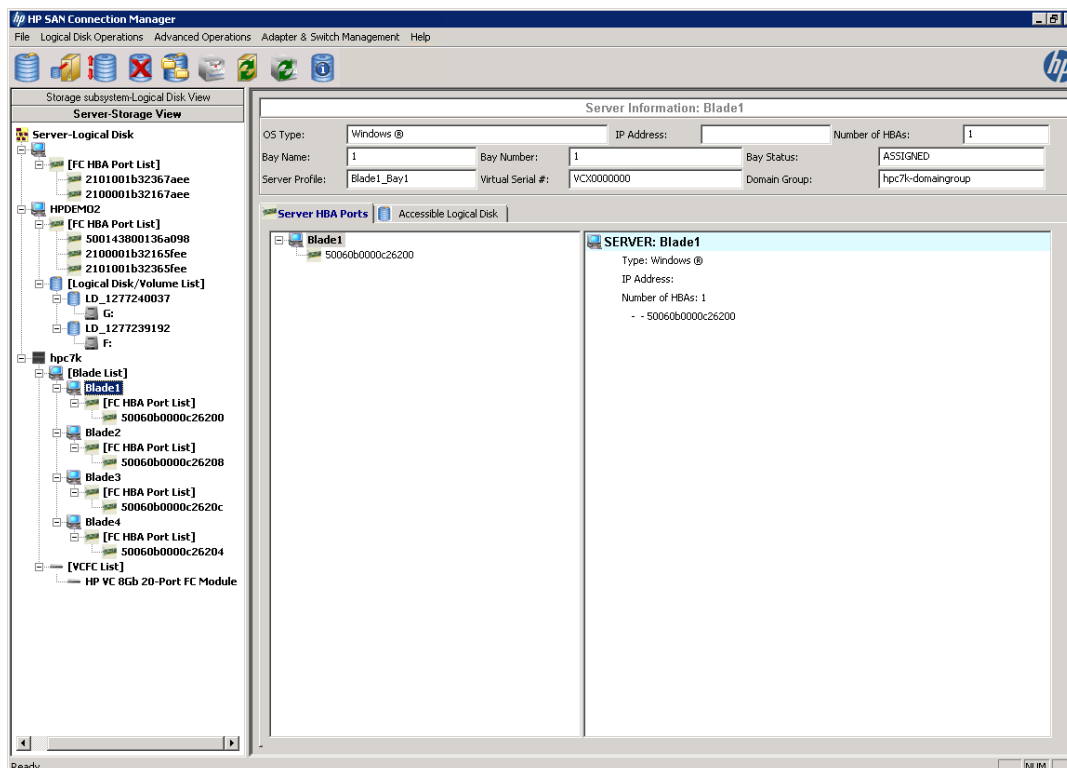 hp HP SAN Connection Manager
File Logical Disk Operations Advanced Operations Adapter & Switch Management Help
hp
Storage subsystem-Logical Disk View
Server-Storage View
Server-Logical Disk
[FC HBA Port List]
2101001b32367aee
2100001b32167aee
HPDEMO2
[FC HBA Port List]
500143800136a098
2100001b32165fee
2101001b32365fee
[Logical Disk/Volume List]
LD_1277240037
G:
LD_1277239192
F:
hpc7k
[Blade List]
Blade1
[FC HBA Port List]
50060b0000c26200
Blade2
[FC HBA Port List]
50060b0000c26208
Blade3
[FC HBA Port List]
50060b0000c2620c
Blade4
[FC HBA Port List]
50060b0000c26204
[VCFC List]
HP VC 8Gb 20-Port FC Module
Server Information: Blade1
OS Type: Windows ® IP Address: Number of HBAs: 1
Bay Name: 1 Bay Number: 1 Bay Status: ASSIGNED
Server Profile: Blade1_Bay1 Virtual Serial #: VCX0000000 Domain Group: hpc7k-domaingroup
Server HBA Ports Accessible Logical Disk
Blade1
50060b0000c26200
SERVER: Blade1
Type: Windows ®
IP Address:
Number of HBAs: 1
- - 50060b0000c26200
Ready NUM